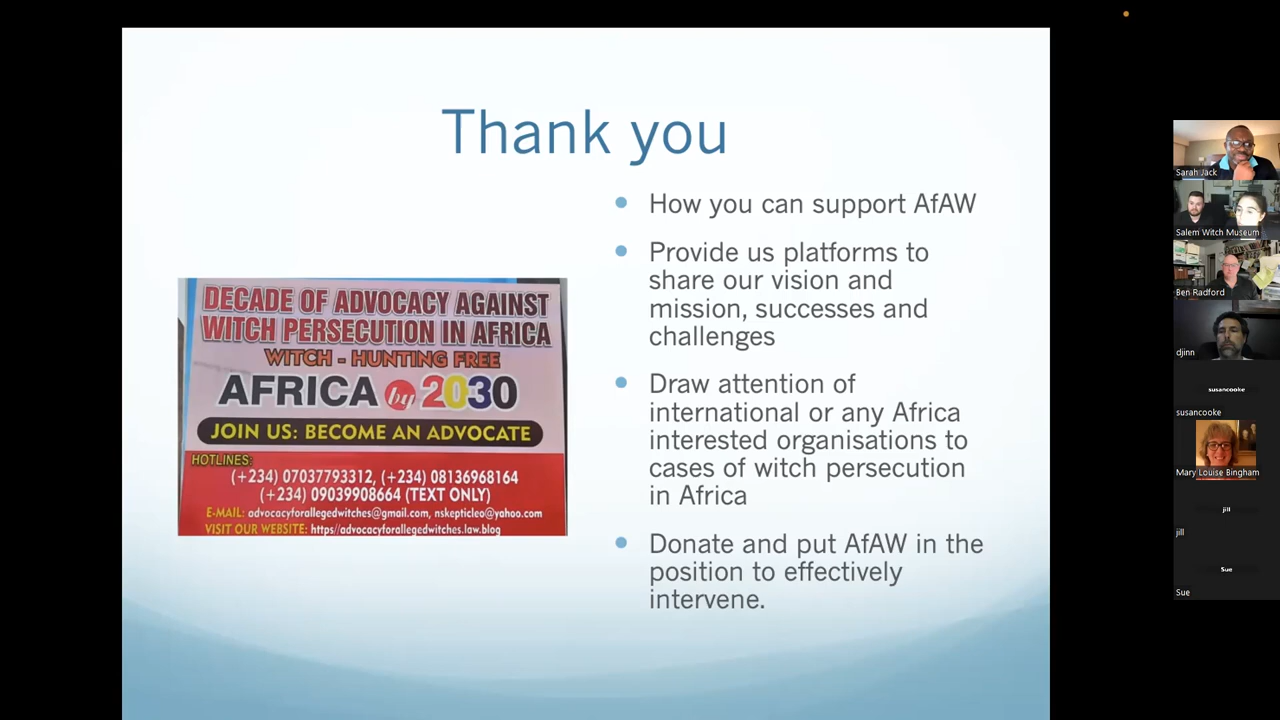 Thank you
DECADE OF ADVOCACY AGAINST
WITCH PERSECUTION IN AFRICA
WITCH - HUNTING FREE
AFRICA by 2030
JOIN US: BECOME AN ADVOCATE
HOTLINES:
(+234) 07037793312, (+234) 08136968164
(+234) 09039908664 (TEXT ONLY)
E-MAIL: advocacyforallegedwitches@gmail.com, nskepticleo@yahoo.com
VISIT OUR WEBSITE: https//advocacyforallegedwitches.law.blog
How you can support AfAW
Provide us platforms to
share our vision and
mission, successes and
challenges
Draw attention of
international or any Africa
interested organisations to
cases of witch persecution
in Africa
Donate and put AfAW in the
position to effectively
intervene.
Sarah Jack
Salem Witch Museum
Ben Radford
djinn
susancooke
susancooke
Mary Louise Bingham
jill
jill
Sue
Sue